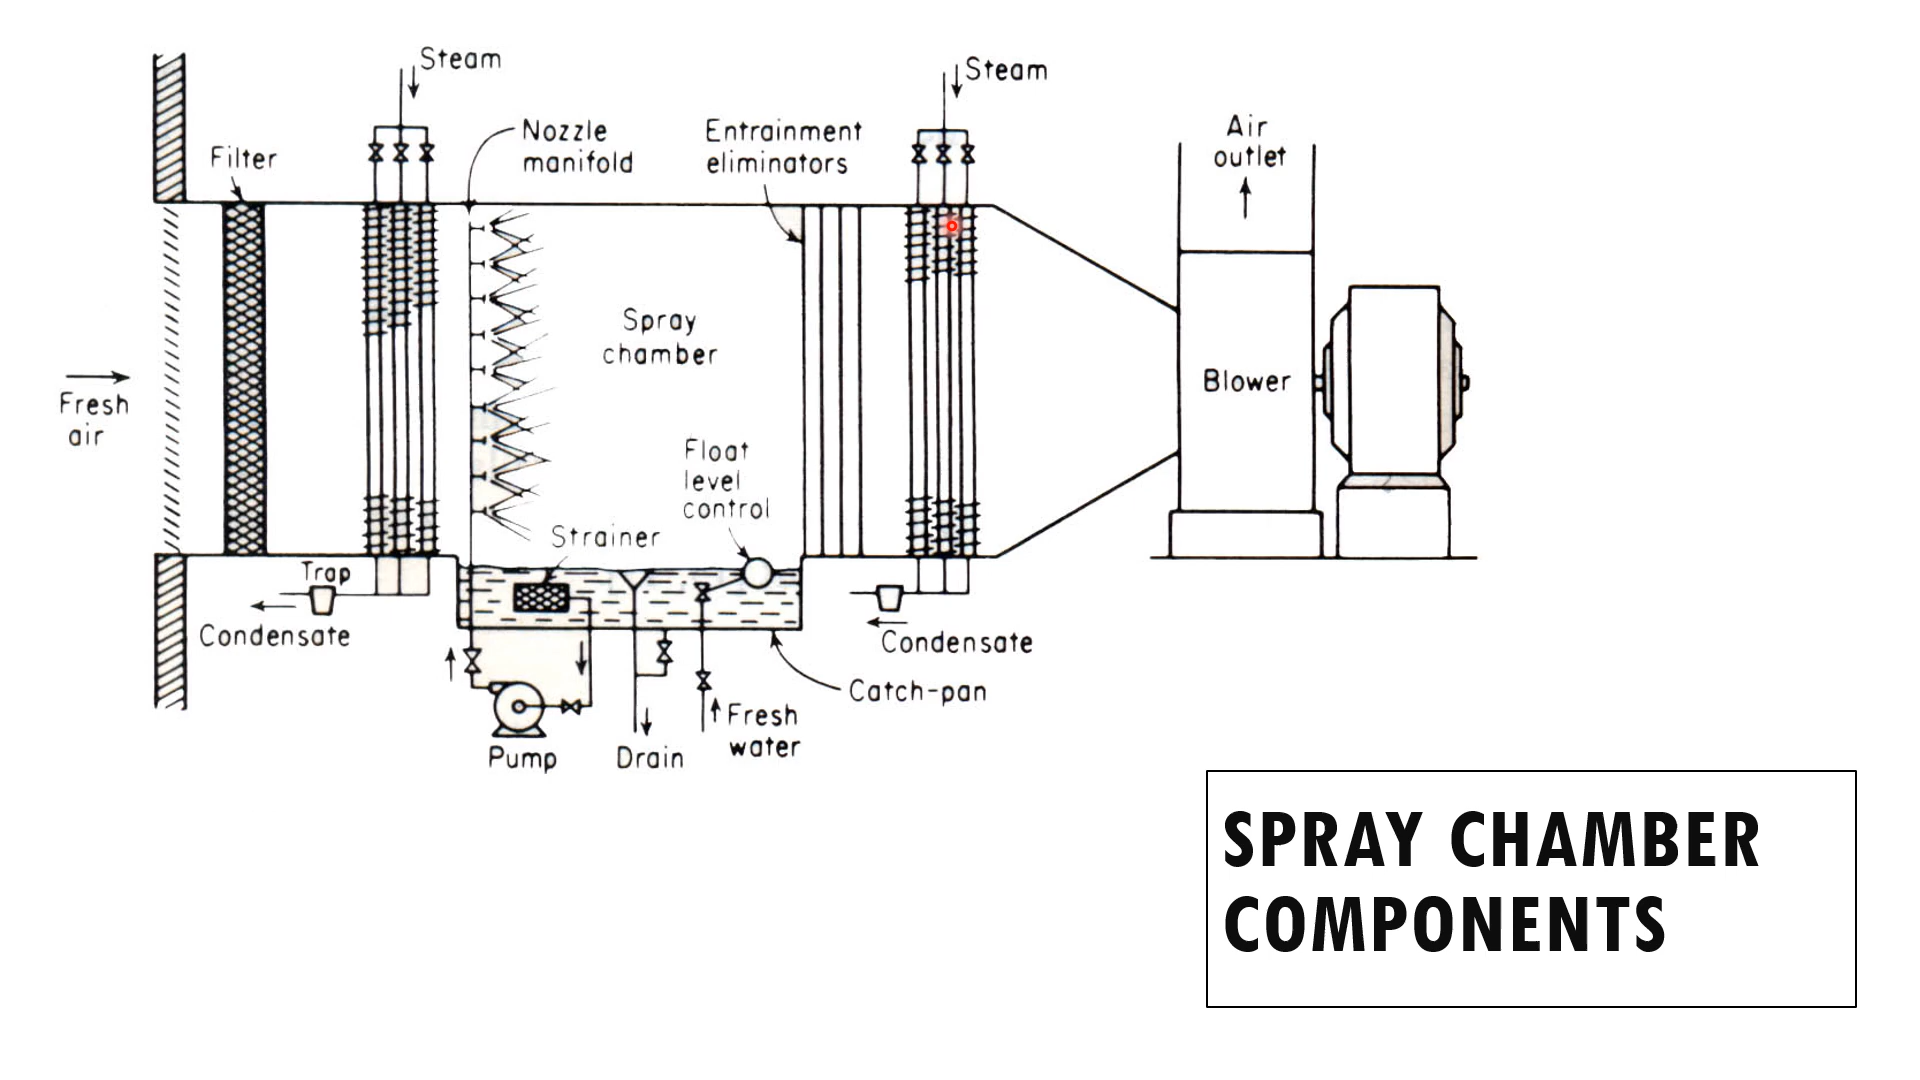 Steam
Steam
Nozzle
manifold
Entrainment
eliminators
Air
outlet
Filter
Spray
chamber
Blower
Fresh
air
Float
level
control
Strainer
Trap
Condensate
Condensate
Catch-pan
Fresh
water
Pump
Drain
SPRAY CHAMBER
COMPONENTS